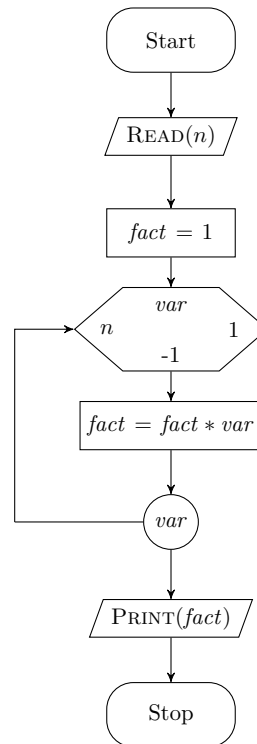 Start
READ(n)
fact = 1
var
n 1
-1
fact = fact * var
var
PRINT(fact)
Stop